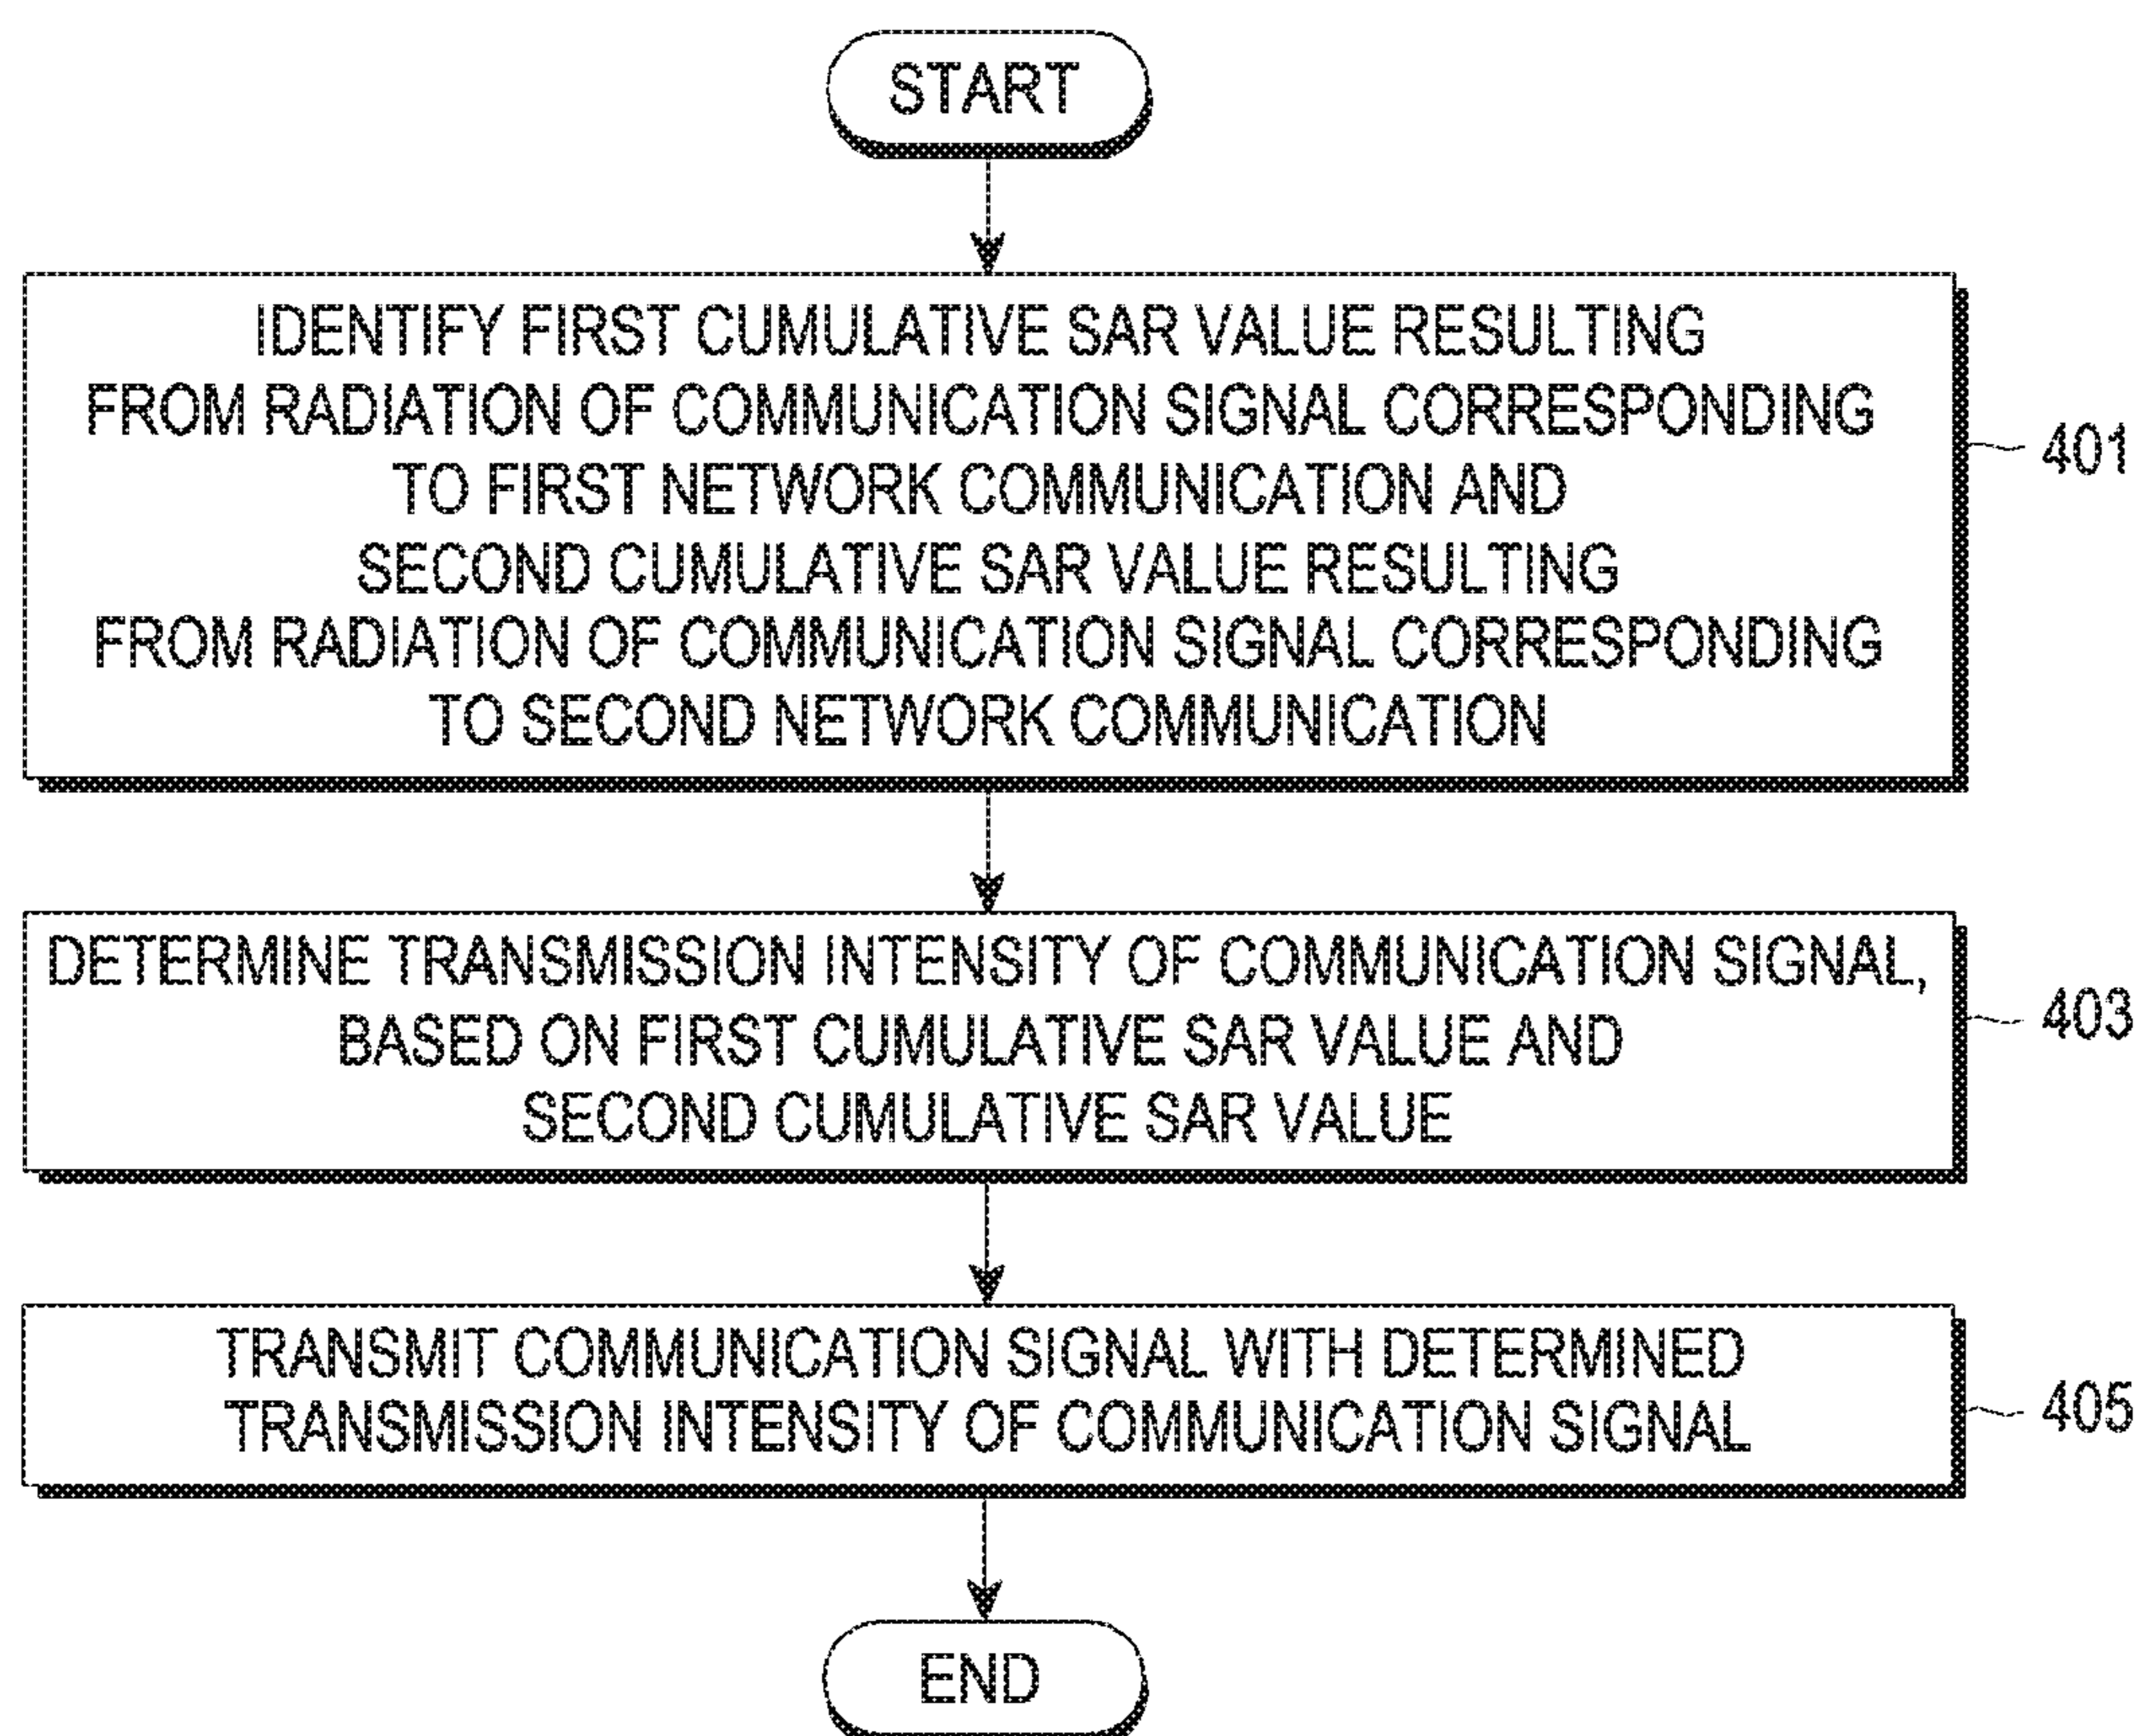 START
IDENTIFY FIRST CUMULATIVE SAR VALUE RESULTING
FROM RADIATION OF COMMUNICATION SIGNAL CORRESPONDING
TO FIRST NETWORK COMMUNICATION AND
SECOND CUMULATIVE SAR VALUE RESULTING
FROM RADIATION OF COMMUNICATION SIGNAL CORRESPONDING
TO SECOND NETWORK COMMUNICATION
401
DETERMINE TRANSMISSION INTENSITY OF COMMUNICATION SIGNAL,
BASED ON FIRST CUMULATIVE SAR VALUE AND
SECOND CUMULATIVE SAR VALUE
403
TRANSMIT COMMUNICATION SIGNAL WITH DETERMINED
TRANSMISSION INTENSITY OF COMMUNICATION SIGNAL
405
END